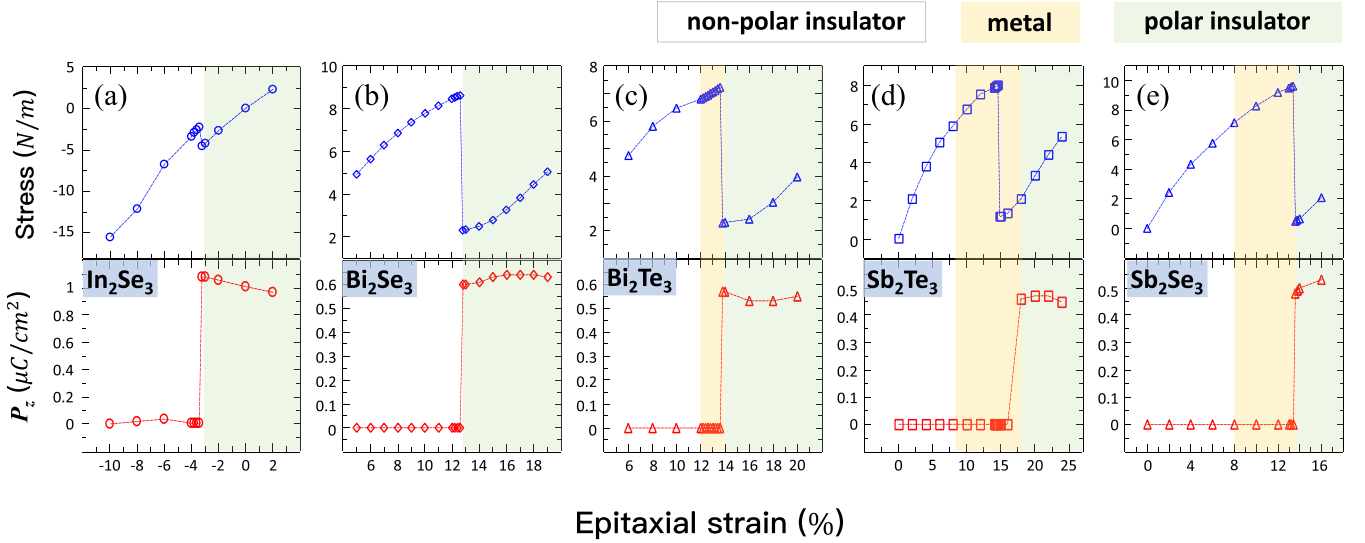 non-polar insulator metal polar insulator
5 10 8 8 10
(a) (b) (c) (d) (e)
0 8 6 6 8
-5 6 4 4 6
-10 4 2 2 4
-15 2 0 2
0
Stress (N/m)
In₂Se₃ Bi₂Se₃ Bi₂Te₃ Sb₂Te₃ Sb₂Se₃
1 0.6 0.6 0.5 0.5
0.8 0.5 0.5 0.4 0.4
0.6 0.4 0.4 0.3 0.3
0.4 0.3 0.3 0.2 0.2
0.2 0.2 0.2 0.1 0.1
0 0.1 0.1 0 0
0 0
P_z (μC/cm²)
-10 -8 -6 -4 -2 0 2 6 8 10 12 14 16 18 6 8 10 12 14 16 18 20 0 5 10 15 20 25 0 4 8 12 16
Epitaxial strain (%)